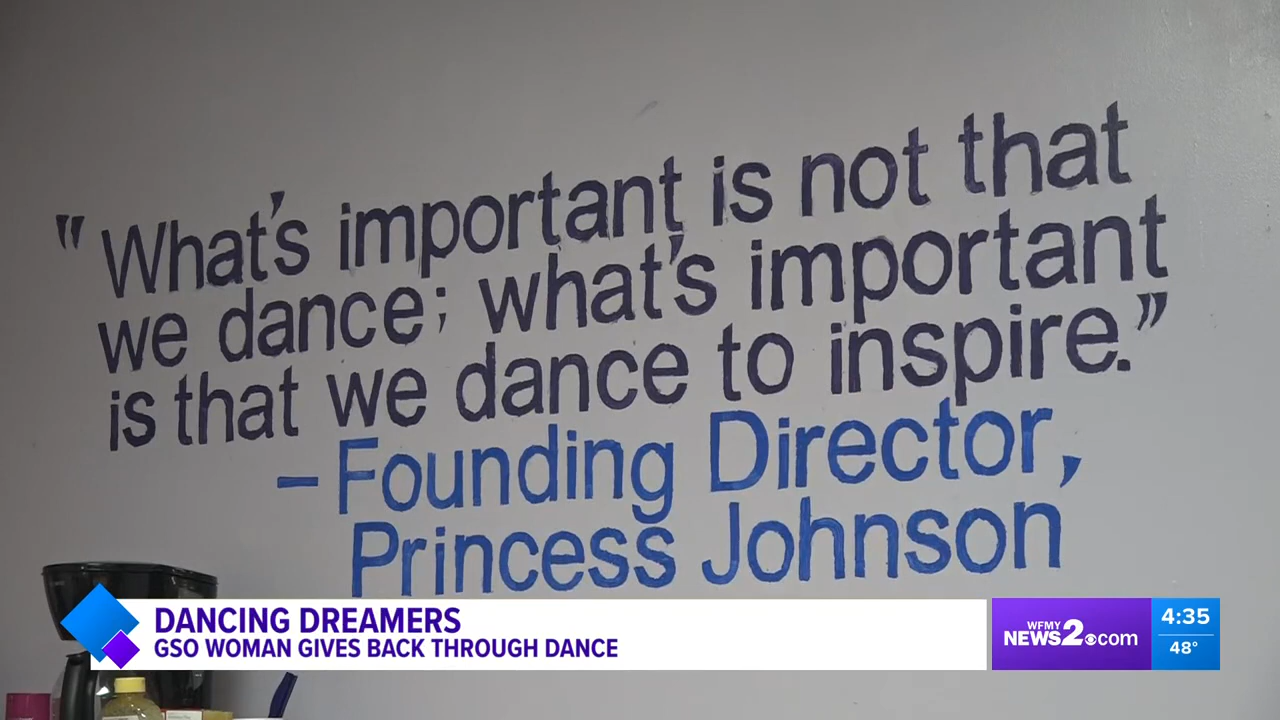 "What's important is not that
we dance; what's important
is that we dance to inspire."
– Founding Director,
Princess Johnson
DANCING DREAMERS
GSO WOMAN GIVES BACK THROUGH DANCE
WFMY
NEWS2.com
4:35
48°